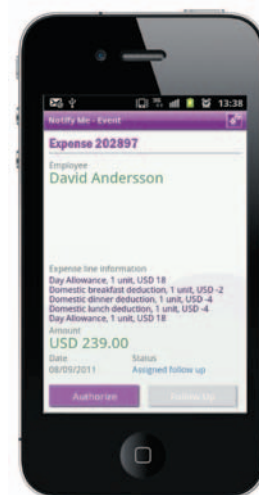 13:38
Notify Me - Event
Expense 202897
Employee
David Andersson
Expense line information
Day Allowance, 1 unit, USD 18
Domestic breakfast deduction, 1 unit, USD -2
Domestic dinner deduction, 1 unit, USD -4
Domestic lunch deduction, 1 unit, USD -4
Day Allowance, 1 unit, USD 18
Amount
USD 239.00
Date Status
08/09/2011 Assigned follow up
Authorize Follow Up